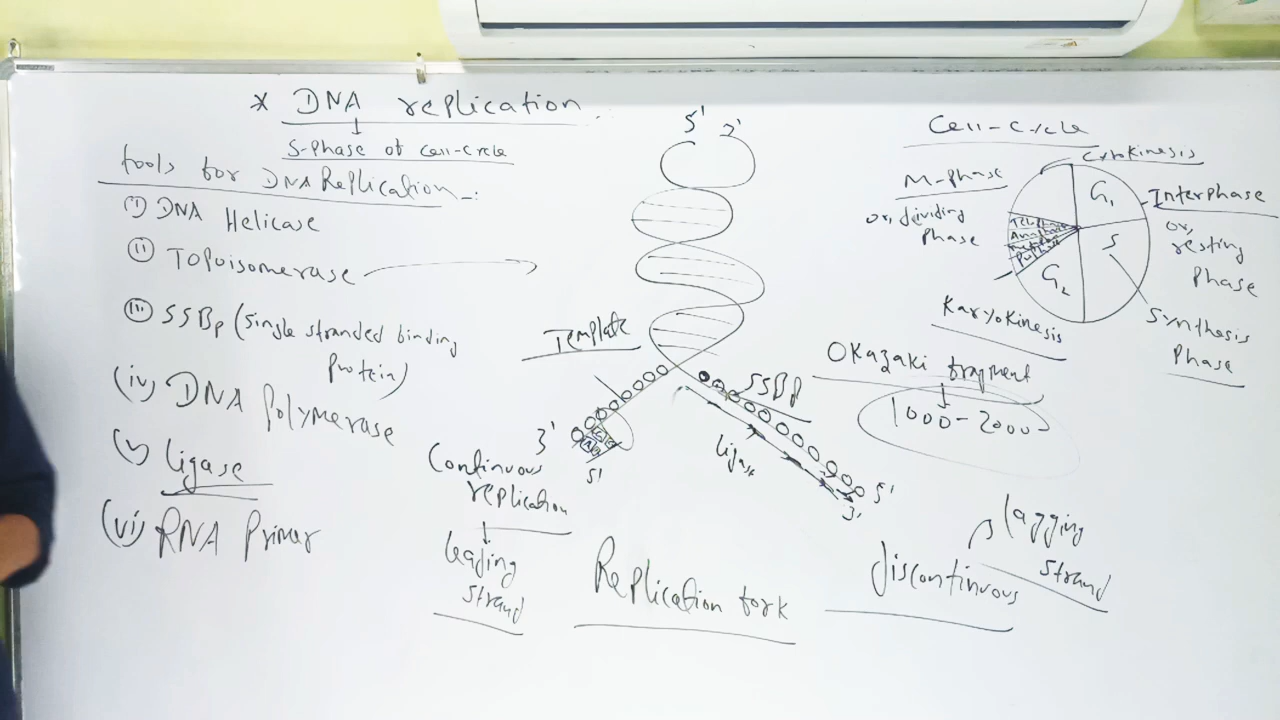 * DNA replication
S-phase of cell-cycle
tools for DNA Replication :
(i) DNA Helicase
(ii) Topoisomerase
(iii) SSBp (single stranded binding
protein)
(iv) DNA Polymerase
(v) ligase
(vi) RNA Primer
5' 3'
Template
SSBp
ligase
3'
5'
5'
3'
Continuous
replication
leading
strand
Replication fork
Okazaki fragment
1000-2000
lagging
strand
discontinuous
Cell-Cycle
Cytokinesis
M-phase
or, dividing
phase
G1
S
G2
Interphase
or,
resting
phase
Karyokinesis
Synthesis
Phase